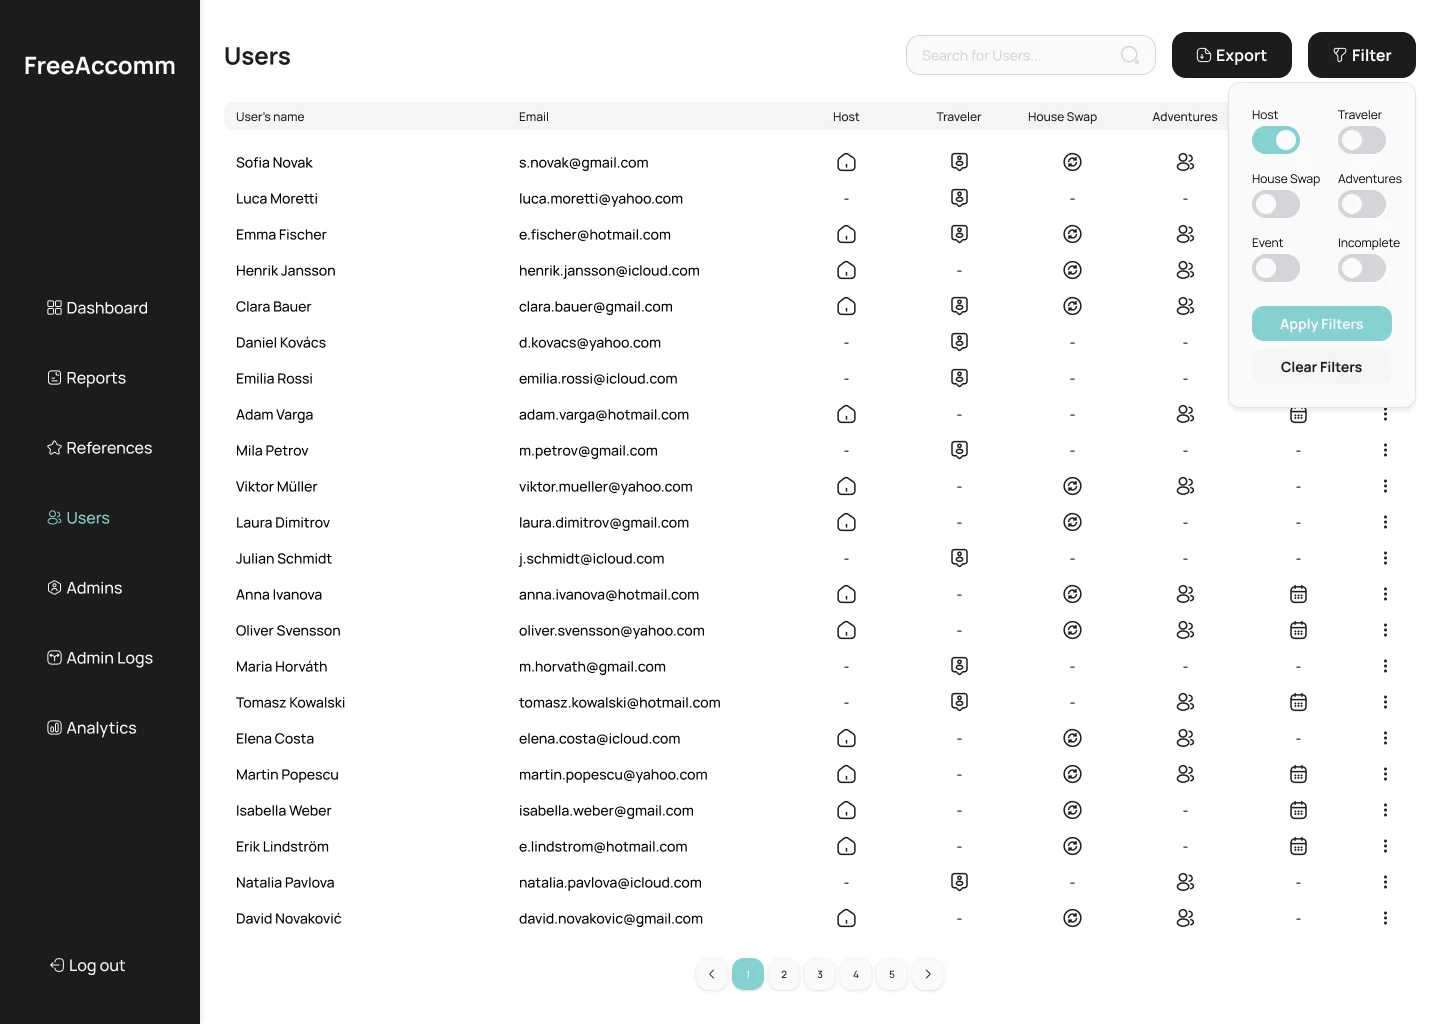 FreeAccomm
Dashboard
Reports
References
Users
Admins
Admin Logs
Analytics
Log out
Users
Search for Users...
Export
Filter
User's name Email Host Traveler House Swap Adventures
Sofia Novak s.novak@gmail.com
Luca Moretti luca.moretti@yahoo.com - - -
Emma Fischer e.fischer@hotmail.com
Henrik Jansson henrik.jansson@icloud.com -
Clara Bauer clara.bauer@gmail.com
Daniel Kovács d.kovacs@yahoo.com - - -
Emilia Rossi emilia.rossi@icloud.com - - -
Adam Varga adam.varga@hotmail.com - -
Mila Petrov m.petrov@gmail.com - - - -
Viktor Müller viktor.mueller@yahoo.com - -
Laura Dimitrov laura.dimitrov@gmail.com - - -
Julian Schmidt j.schmidt@icloud.com - - - -
Anna Ivanova anna.ivanova@hotmail.com -
Oliver Svensson oliver.svensson@yahoo.com -
Maria Horváth m.horvath@gmail.com - - - -
Tomasz Kowalski tomasz.kowalski@hotmail.com - -
Elena Costa elena.costa@icloud.com - -
Martin Popescu martin.popescu@yahoo.com -
Isabella Weber isabella.weber@gmail.com - -
Erik Lindström e.lindstrom@hotmail.com - -
Natalia Pavlova natalia.pavlova@icloud.com - - -
David Novaković david.novakovic@gmail.com - -
Host Traveler
House Swap Adventures
Event Incomplete
Apply Filters
Clear Filters
1 2 3 4 5